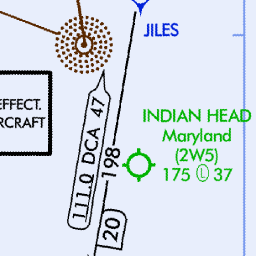 JILES
EFFECT.
RCRAFT
INDIAN HEAD
Maryland
(2W5)
175 Ⓛ 37
111.0 DCA 47
198
20